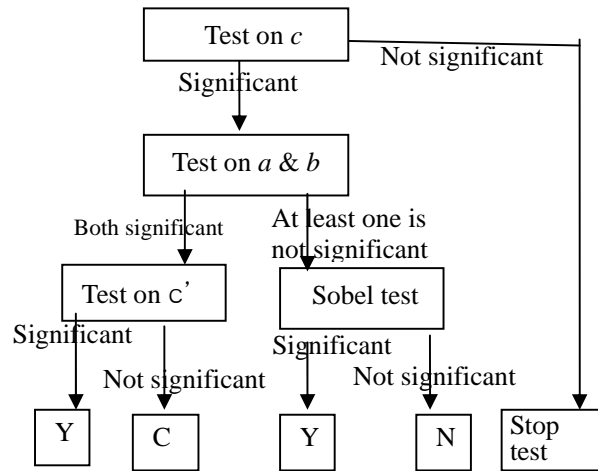 Test on c
Not significant
Significant
Test on a & b
At least one is
not significant
Both significant
Test on c'
Sobel test
Significant
Significant
Not significant
Not significant
Y
C
Y
N
Stop
test